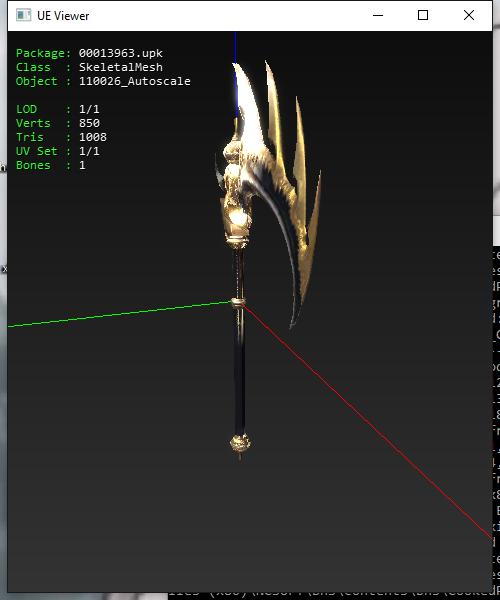 UE Viewer
Package: 00013963.upk
Class : SkeletalMesh
Object : 110026_Autoscale
LOD : 1/1
Verts : 850
Tris : 1008
UV Set : 1/1
Bones : 1